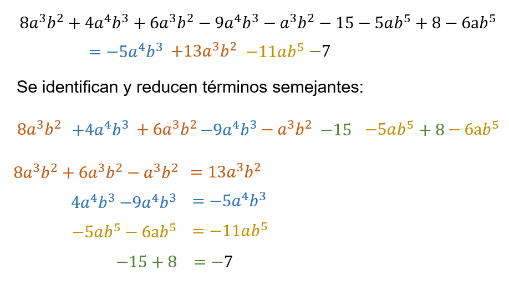 8a³b² + 4a⁴b³ + 6a³b² − 9a⁴b³ − a³b² − 15 − 5ab⁵ + 8 − 6ab⁵
= −5a⁴b³ +13a³b² −11ab⁵ −7
Se identifican y reducen términos semejantes:
8a³b² +4a⁴b³ + 6a³b² −9a⁴b³ − a³b² −15 −5ab⁵ + 8 − 6ab⁵
8a³b² + 6a³b² − a³b² = 13a³b²
4a⁴b³ −9a⁴b³ = −5a⁴b³
−5ab⁵ − 6ab⁵ = −11ab⁵
−15 + 8 = −7